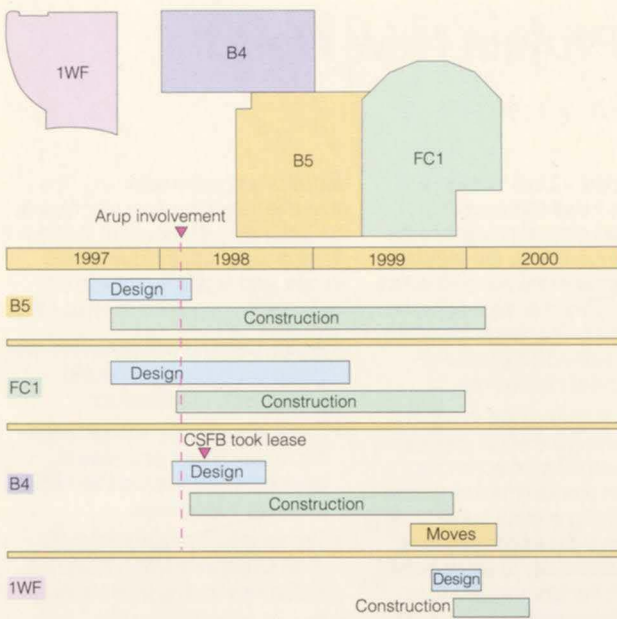 1WF
B4
B5
FC1
Arup involvement
1997 1998 1999 2000
Design
B5
Construction
Design
FC1
Construction
CSFB took lease
Design
B4
Construction
Moves
Design
1WF
Construction